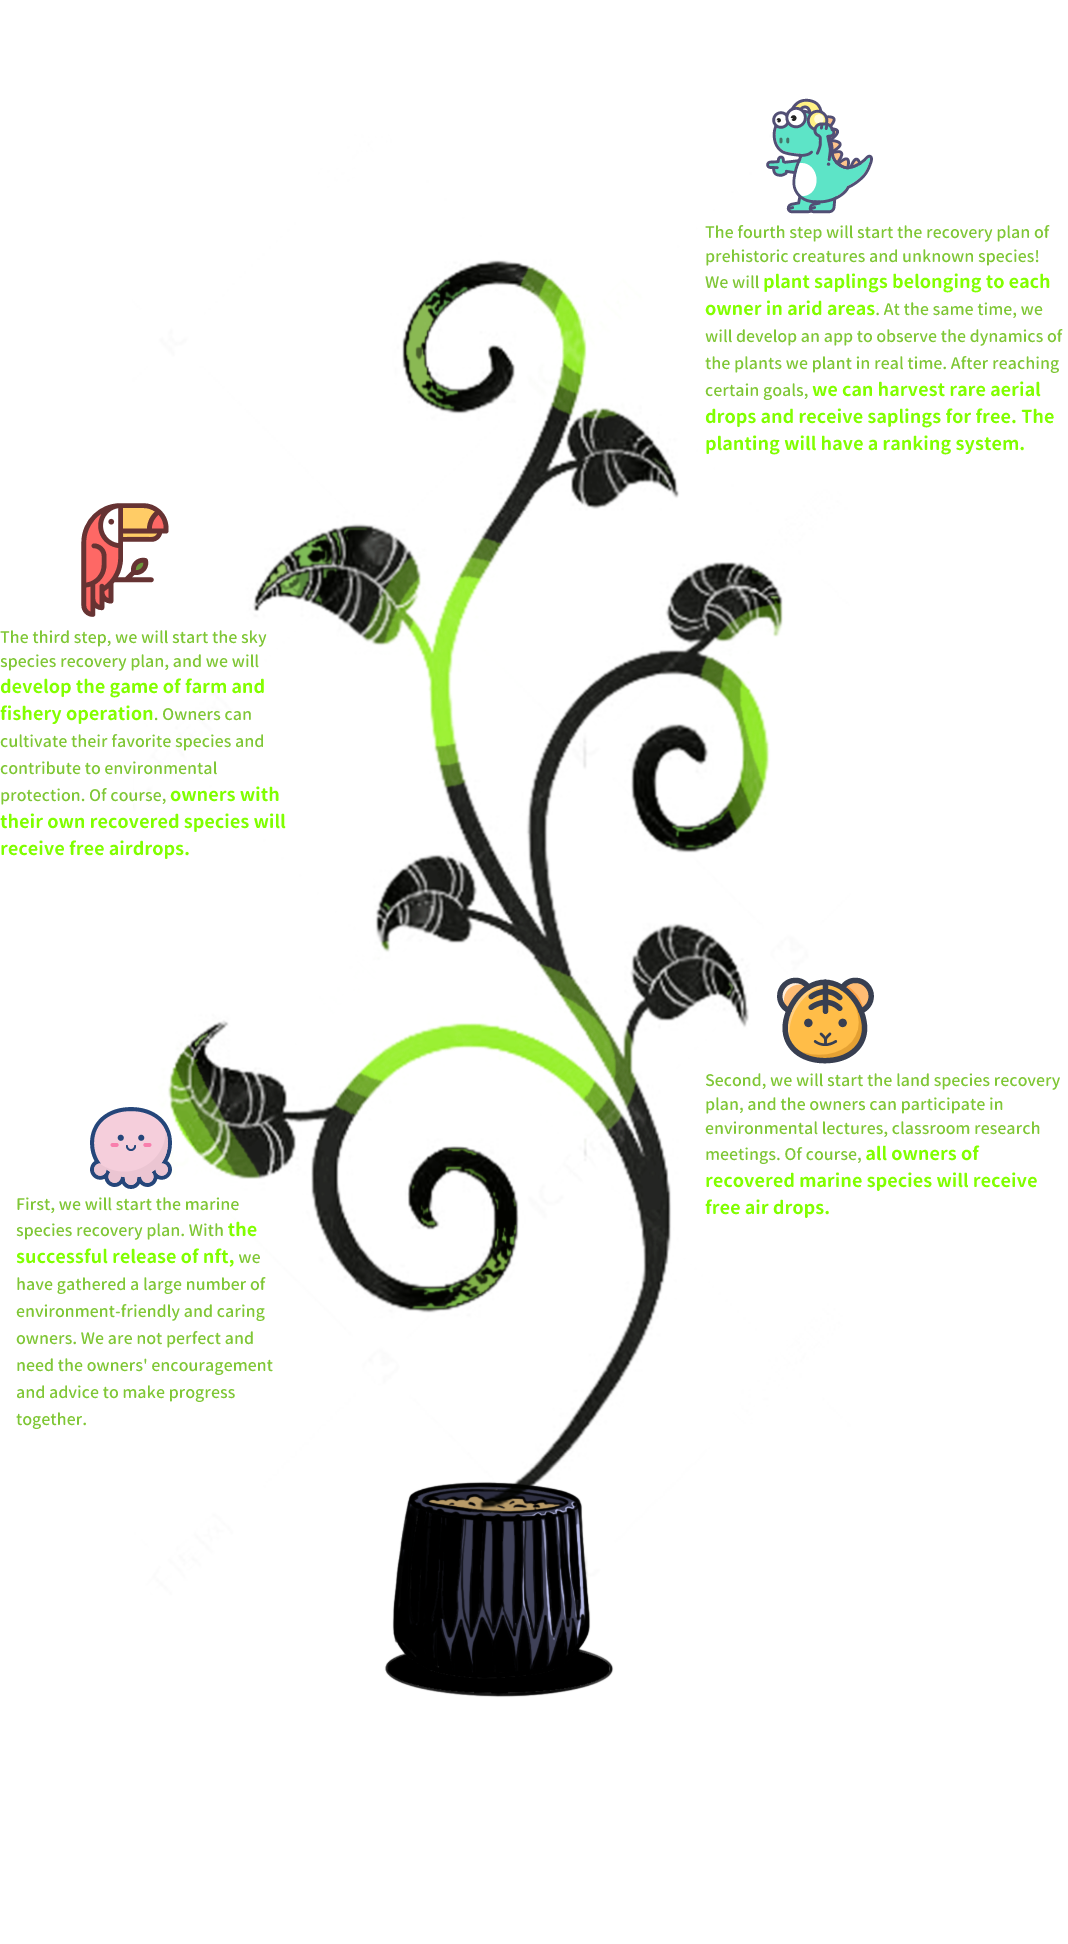 The fourth step will start the recovery plan of
prehistoric creatures and unknown species!
We will plant saplings belonging to each
owner in arid areas. At the same time, we
will develop an app to observe the dynamics of
the plants we plant in real time. After reaching
certain goals, we can harvest rare aerial
drops and receive saplings for free. The
planting will have a ranking system.
The third step, we will start the sky
species recovery plan, and we will
develop the game of farm and
fishery operation. Owners can
cultivate their favorite species and
contribute to environmental
protection. Of course, owners with
their own recovered species will
receive free airdrops.
Second, we will start the land species recovery
plan, and the owners can participate in
environmental lectures, classroom research
meetings. Of course, all owners of
recovered marine species will receive
free air drops.
First, we will start the marine
species recovery plan. With the
successful release of nft, we
have gathered a large number of
environment-friendly and caring
owners. We are not perfect and
need the owners' encouragement
and advice to make progress
together.